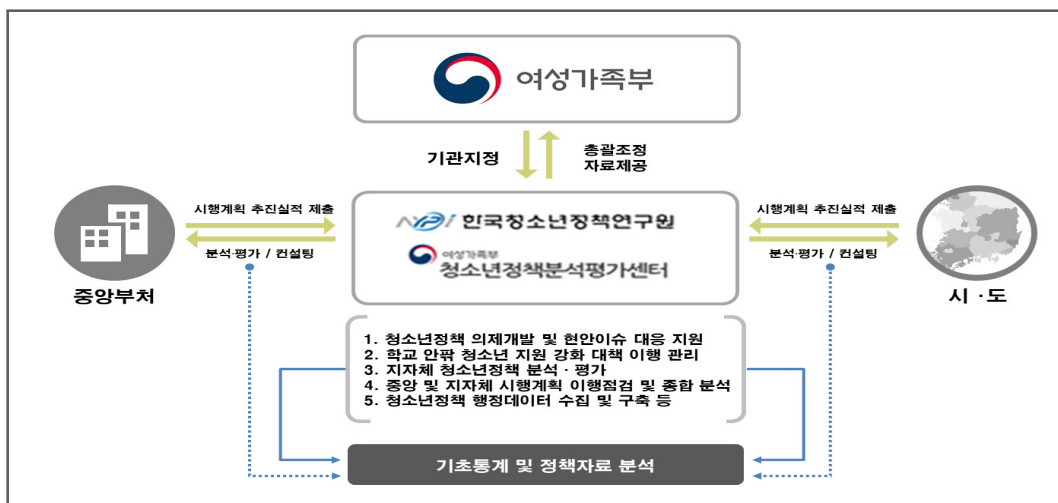 여성가족부
기관지정
총괄조정
자료제공
시행계획 추진실적 제출
분석·평가 / 컨설팅
중앙부처
NYPi 한국청소년정책연구원
여성가족부
청소년정책분석평가센터
시행계획 추진실적 제출
분석·평가 / 컨설팅
시 ·도
1. 청소년정책 의제개발 및 현안이슈 대응 지원
2. 학교 안팎 청소년 지원 강화 대책 이행 관리
3. 지자체 청소년정책 분석 · 평가
4. 중앙 및 지자체 시행계획 이행점검 및 종합 분석
5. 청소년정책 행정데이터 수집 및 구축 등
기초통계 및 정책자료 분석